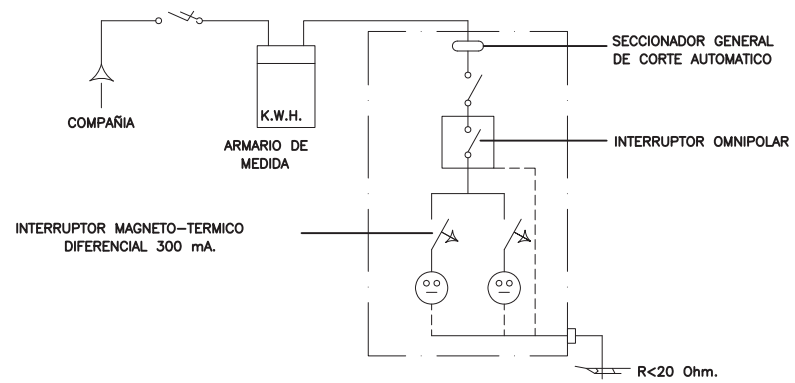 SECCIONADOR GENERAL
DE CORTE AUTOMATICO
COMPAÑIA
K.W.H.
ARMARIO DE
MEDIDA
INTERRUPTOR OMNIPOLAR
INTERRUPTOR MAGNETO-TERMICO
DIFERENCIAL 300 mA.
R<20 Ohm.